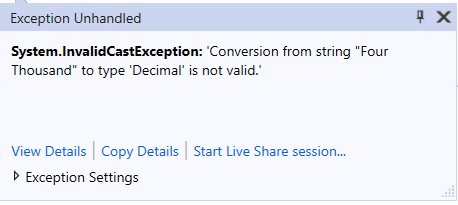 Exception Unhandled
System.InvalidCastException: 'Conversion from string "Four
Thousand" to type 'Decimal' is not valid.'
View Details | Copy Details | Start Live Share session...
Exception Settings